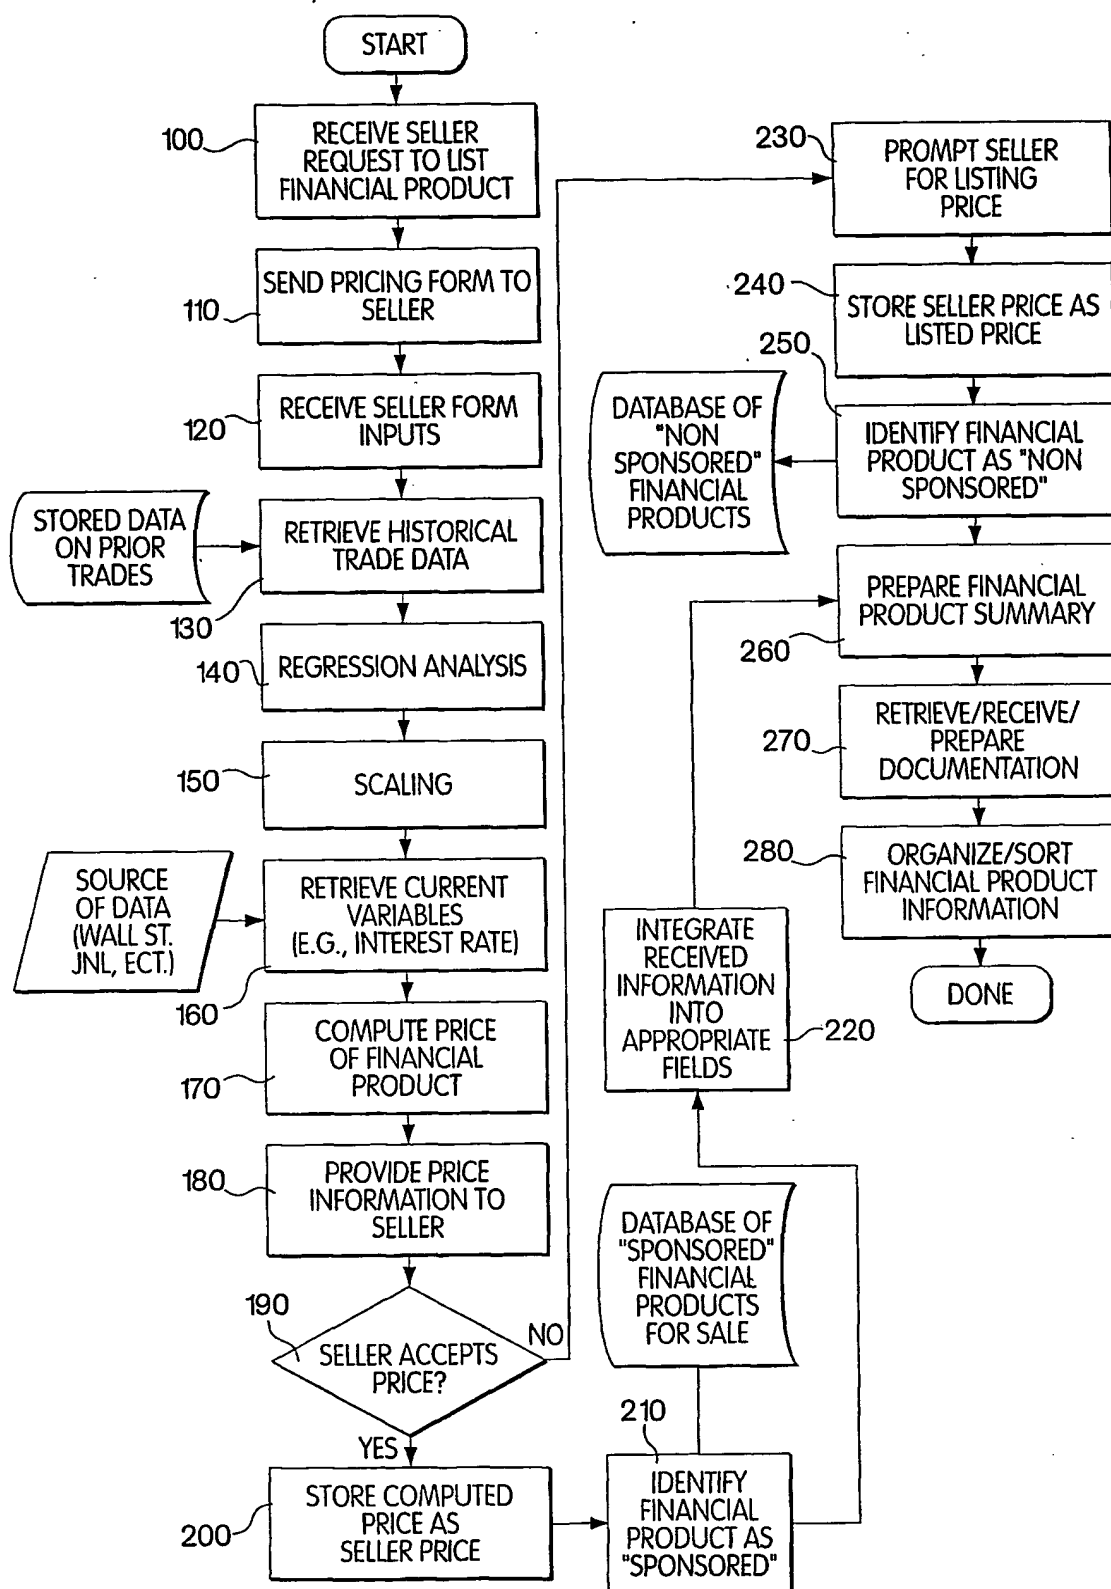 START
100
RECEIVE SELLER
REQUEST TO LIST
FINANCIAL PRODUCT
110
SEND PRICING FORM TO
SELLER
120
RECEIVE SELLER FORM
INPUTS
STORED DATA
ON PRIOR
TRADES
RETRIEVE HISTORICAL
TRADE DATA
130
140
REGRESSION ANALYSIS
150
SCALING
SOURCE
OF DATA
(WALL ST.
JNL, ECT.)
RETRIEVE CURRENT
VARIABLES
(E.G., INTEREST RATE)
160
COMPUTE PRICE
OF FINANCIAL
PRODUCT
170
180
PROVIDE PRICE
INFORMATION TO
SELLER
190
SELLER ACCEPTS
PRICE?
NO
YES
200
STORE COMPUTED
PRICE AS
SELLER PRICE
210
IDENTIFY
FINANCIAL
PRODUCT AS
"SPONSORED"
DATABASE OF
"SPONSORED"
FINANCIAL
PRODUCTS
FOR SALE
INTEGRATE
RECEIVED
INFORMATION
INTO
APPROPRIATE
FIELDS
220
230
PROMPT SELLER
FOR LISTING
PRICE
240
STORE SELLER PRICE AS
LISTED PRICE
250
IDENTIFY FINANCIAL
PRODUCT AS "NON
SPONSORED"
DATABASE OF
"NON
SPONSORED"
FINANCIAL
PRODUCTS
PREPARE FINANCIAL
PRODUCT SUMMARY
260
270
RETRIEVE/RECEIVE/
PREPARE
DOCUMENTATION
280
ORGANIZE/SORT
FINANCIAL PRODUCT
INFORMATION
DONE